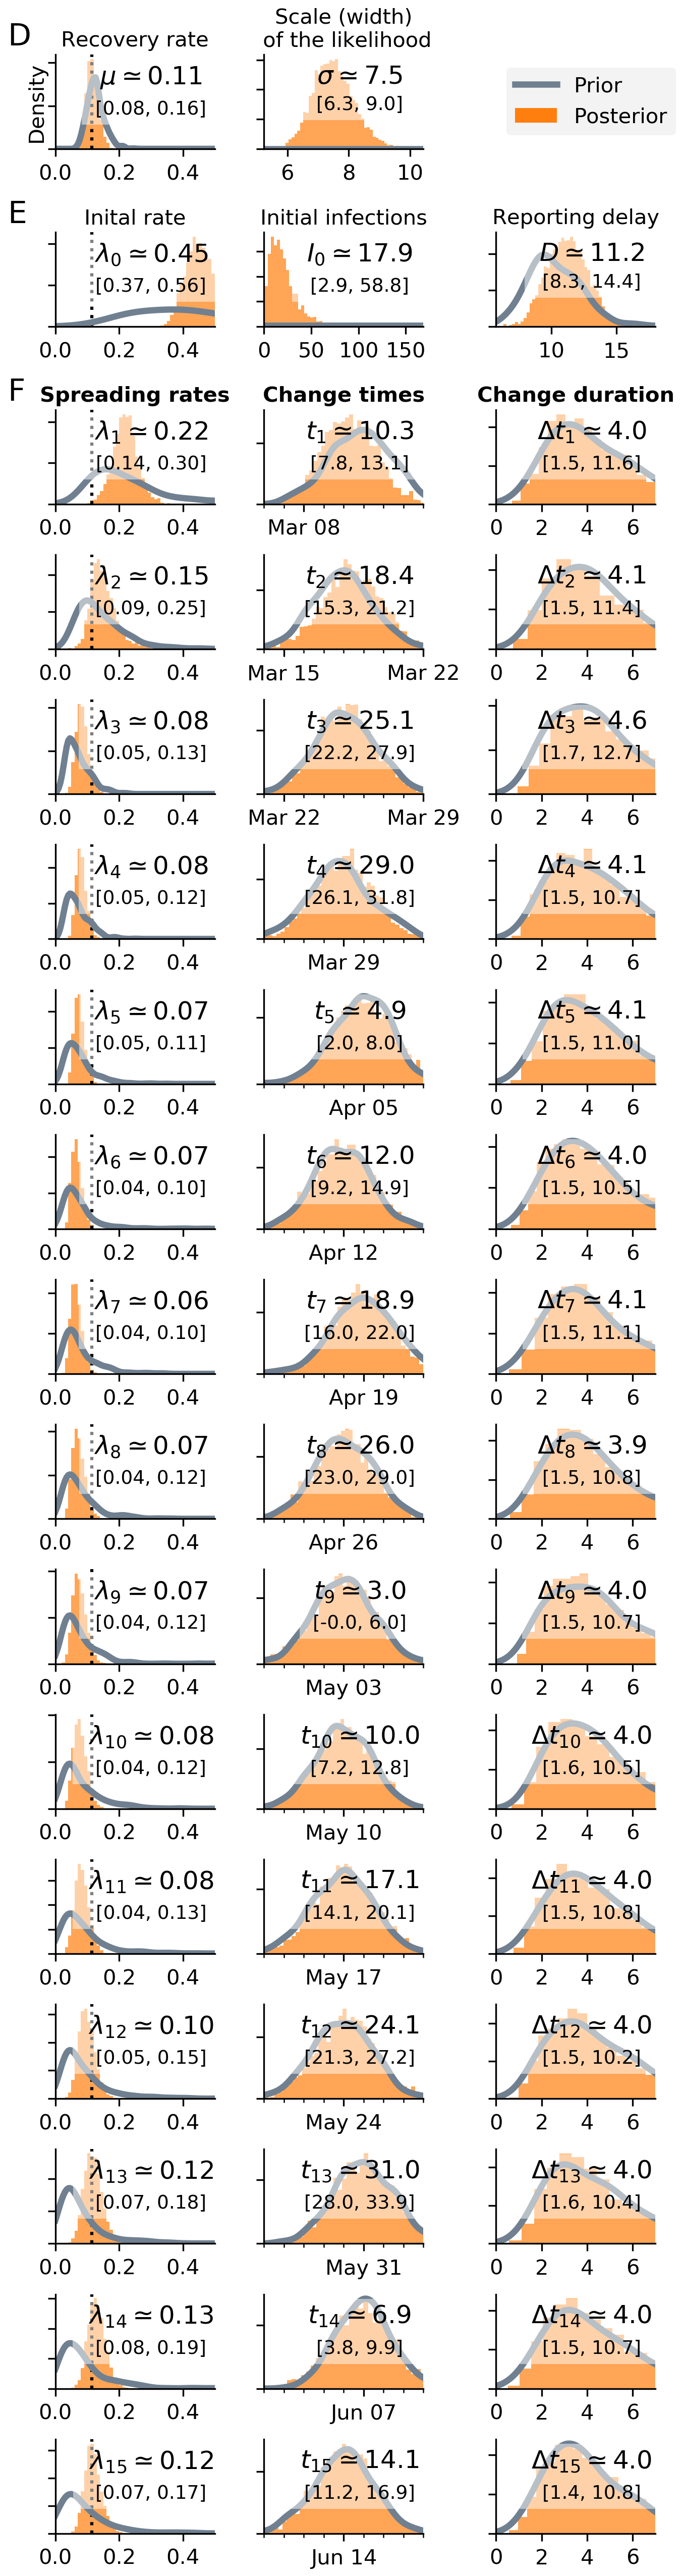 D
Recovery rate
Scale (width)
of the likelihood
Density
μ ≃ 0.11
[0.08, 0.16]
σ ≃ 7.5
[6.3, 9.0]
Prior
Posterior
0.0 0.2 0.4
6 8 10
E
Inital rate
Initial infections
Reporting delay
λ0 ≃ 0.45
[0.37, 0.56]
I0 ≃ 17.9
[2.9, 58.8]
D ≃ 11.2
[8.3, 14.4]
0.0 0.2 0.4
0 50 100 150
10 15
F
Spreading rates
Change times
Change duration
λ1 ≃ 0.22
[0.14, 0.30]
t1 ≃ 10.3
[7.8, 13.1]
Δt1 ≃ 4.0
[1.5, 11.6]
0.0 0.2 0.4
Mar 08
0 2 4 6
λ2 ≃ 0.15
[0.09, 0.25]
t2 ≃ 18.4
[15.3, 21.2]
Δt2 ≃ 4.1
[1.5, 11.4]
0.0 0.2 0.4
Mar 15 Mar 22
0 2 4 6
λ3 ≃ 0.08
[0.05, 0.13]
t3 ≃ 25.1
[22.2, 27.9]
Δt3 ≃ 4.6
[1.7, 12.7]
0.0 0.2 0.4
Mar 22 Mar 29
0 2 4 6
λ4 ≃ 0.08
[0.05, 0.12]
t4 ≃ 29.0
[26.1, 31.8]
Δt4 ≃ 4.1
[1.5, 10.7]
0.0 0.2 0.4
Mar 29
0 2 4 6
λ5 ≃ 0.07
[0.05, 0.11]
t5 ≃ 4.9
[2.0, 8.0]
Δt5 ≃ 4.1
[1.5, 11.0]
0.0 0.2 0.4
Apr 05
0 2 4 6
λ6 ≃ 0.07
[0.04, 0.10]
t6 ≃ 12.0
[9.2, 14.9]
Δt6 ≃ 4.0
[1.5, 10.5]
0.0 0.2 0.4
Apr 12
0 2 4 6
λ7 ≃ 0.06
[0.04, 0.10]
t7 ≃ 18.9
[16.0, 22.0]
Δt7 ≃ 4.1
[1.5, 11.1]
0.0 0.2 0.4
Apr 19
0 2 4 6
λ8 ≃ 0.07
[0.04, 0.12]
t8 ≃ 26.0
[23.0, 29.0]
Δt8 ≃ 3.9
[1.5, 10.8]
0.0 0.2 0.4
Apr 26
0 2 4 6
λ9 ≃ 0.07
[0.04, 0.12]
t9 ≃ 3.0
[-0.0, 6.0]
Δt9 ≃ 4.0
[1.5, 10.7]
0.0 0.2 0.4
May 03
0 2 4 6
λ10 ≃ 0.08
[0.04, 0.12]
t10 ≃ 10.0
[7.2, 12.8]
Δt10 ≃ 4.0
[1.6, 10.5]
0.0 0.2 0.4
May 10
0 2 4 6
λ11 ≃ 0.08
[0.04, 0.13]
t11 ≃ 17.1
[14.1, 20.1]
Δt11 ≃ 4.0
[1.5, 10.8]
0.0 0.2 0.4
May 17
0 2 4 6
λ12 ≃ 0.10
[0.05, 0.15]
t12 ≃ 24.1
[21.3, 27.2]
Δt12 ≃ 4.0
[1.5, 10.2]
0.0 0.2 0.4
May 24
0 2 4 6
λ13 ≃ 0.12
[0.07, 0.18]
t13 ≃ 31.0
[28.0, 33.9]
Δt13 ≃ 4.0
[1.6, 10.4]
0.0 0.2 0.4
May 31
0 2 4 6
λ14 ≃ 0.13
[0.08, 0.19]
t14 ≃ 6.9
[3.8, 9.9]
Δt14 ≃ 4.0
[1.5, 10.7]
0.0 0.2 0.4
Jun 07
0 2 4 6
λ15 ≃ 0.12
[0.07, 0.17]
t15 ≃ 14.1
[11.2, 16.9]
Δt15 ≃ 4.0
[1.4, 10.8]
0.0 0.2 0.4
Jun 14
0 2 4 6